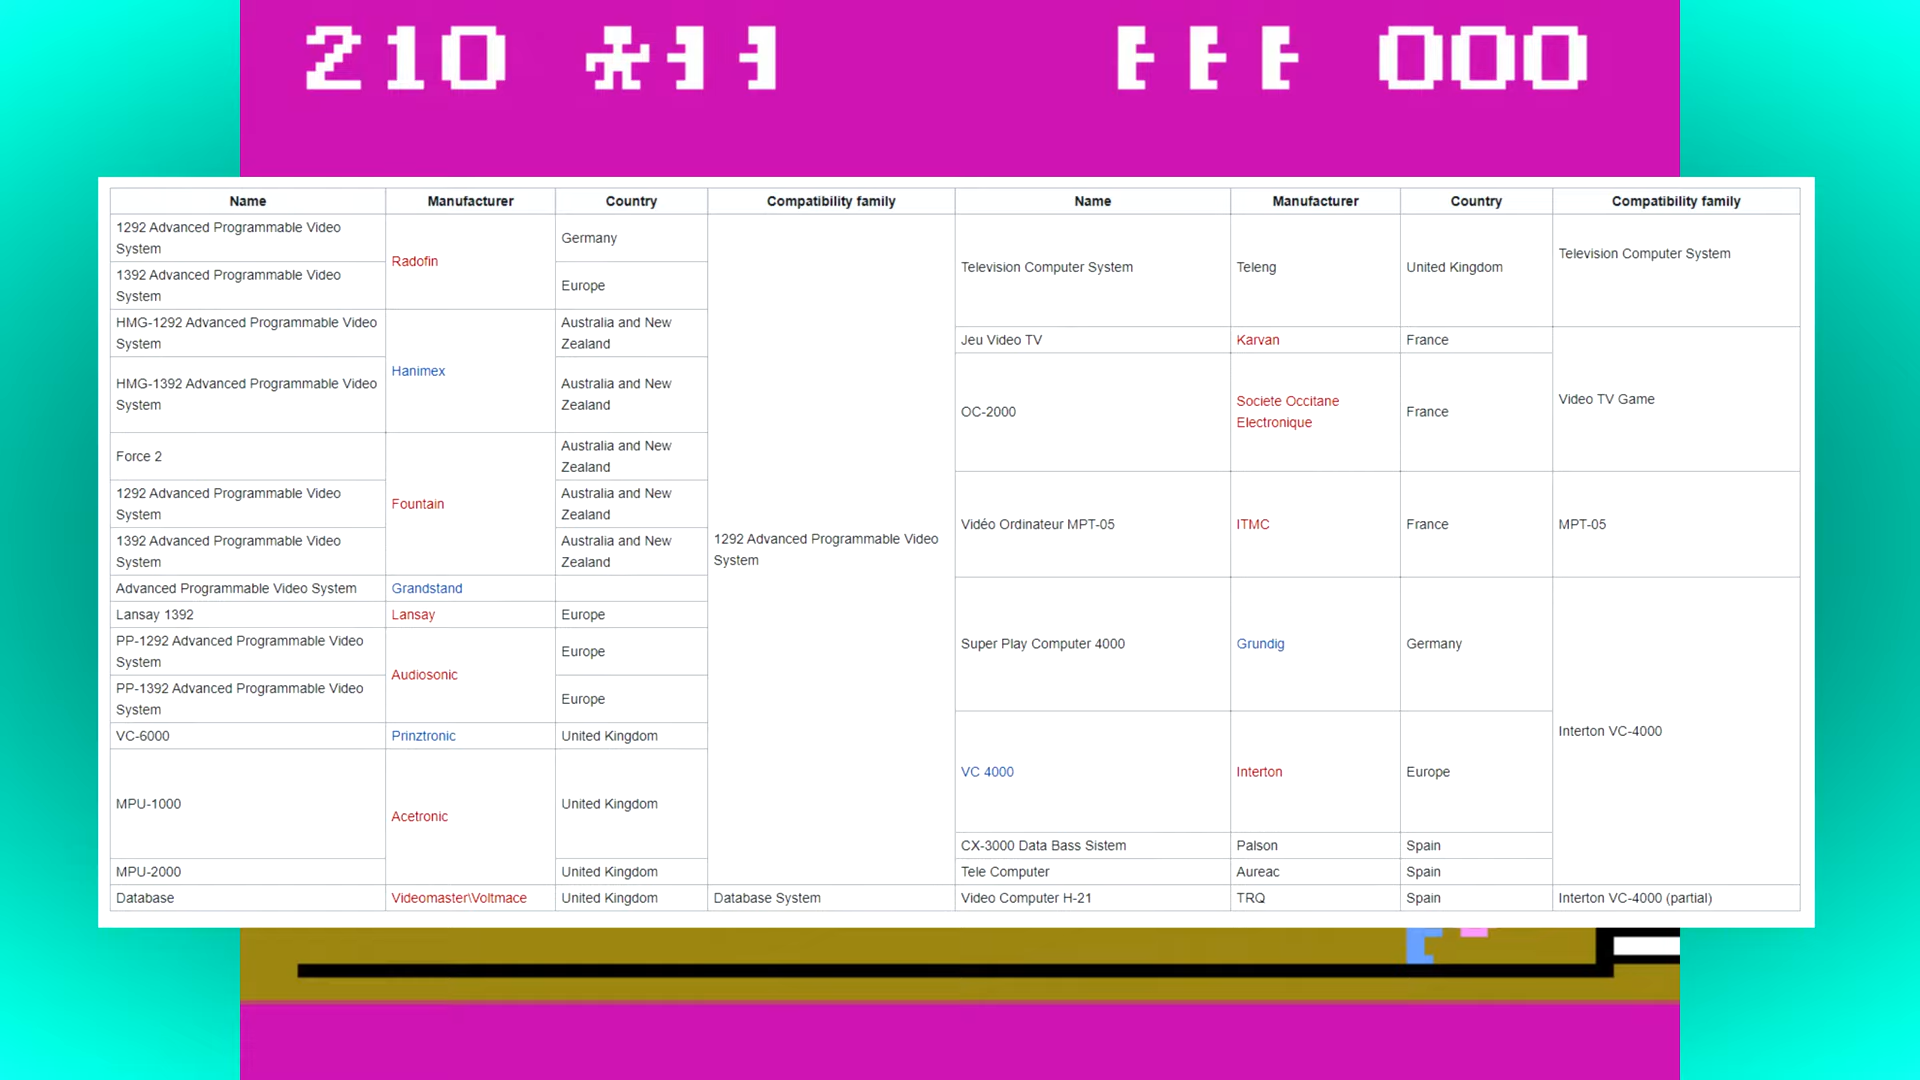 210 000
Name Manufacturer Country Compatibility family Name Manufacturer Country Compatibility family
1292 Advanced Programmable Video
System
Radofin
Germany
1392 Advanced Programmable Video
System
Europe
HMG-1292 Advanced Programmable Video
System
Hanimex
Australia and New
Zealand
HMG-1392 Advanced Programmable Video
System
Australia and New
Zealand
Force 2
Fountain
Australia and New
Zealand
1292 Advanced Programmable Video
System
Australia and New
Zealand
1392 Advanced Programmable Video
System
Australia and New
Zealand
Advanced Programmable Video System Grandstand
Lansay 1392 Lansay Europe
PP-1292 Advanced Programmable Video
System
Audiosonic
Europe
PP-1392 Advanced Programmable Video
System
Europe
VC-6000 Prinztronic United Kingdom
MPU-1000 Acetronic United Kingdom
MPU-2000 United Kingdom
1292 Advanced Programmable Video
System
Database Videomaster\Voltmace United Kingdom Database System
Television Computer System Teleng United Kingdom Television Computer System
Jeu Video TV Karvan France
Video TV Game
OC-2000
Societe Occitane
Electronique
France
Vidéo Ordinateur MPT-05 ITMC France MPT-05
Super Play Computer 4000 Grundig Germany
Interton VC-4000
VC 4000 Interton Europe
CX-3000 Data Bass Sistem Palson Spain
Tele Computer Aureac Spain
Video Computer H-21 TRQ Spain Interton VC-4000 (partial)